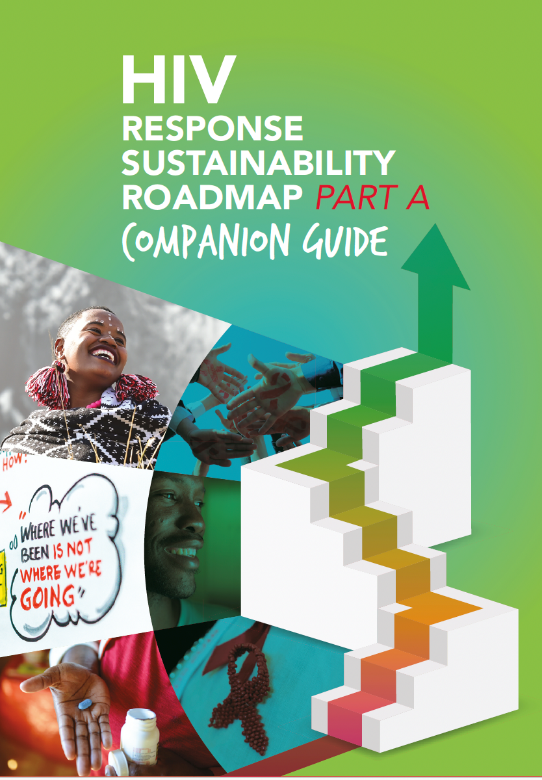 HIV
RESPONSE
SUSTAINABILITY
ROADMAP PART A
COMPANION GUIDE
HOW?
"WHERE WE'VE
BEEN IS NOT
WHERE WE'RE
GOING"